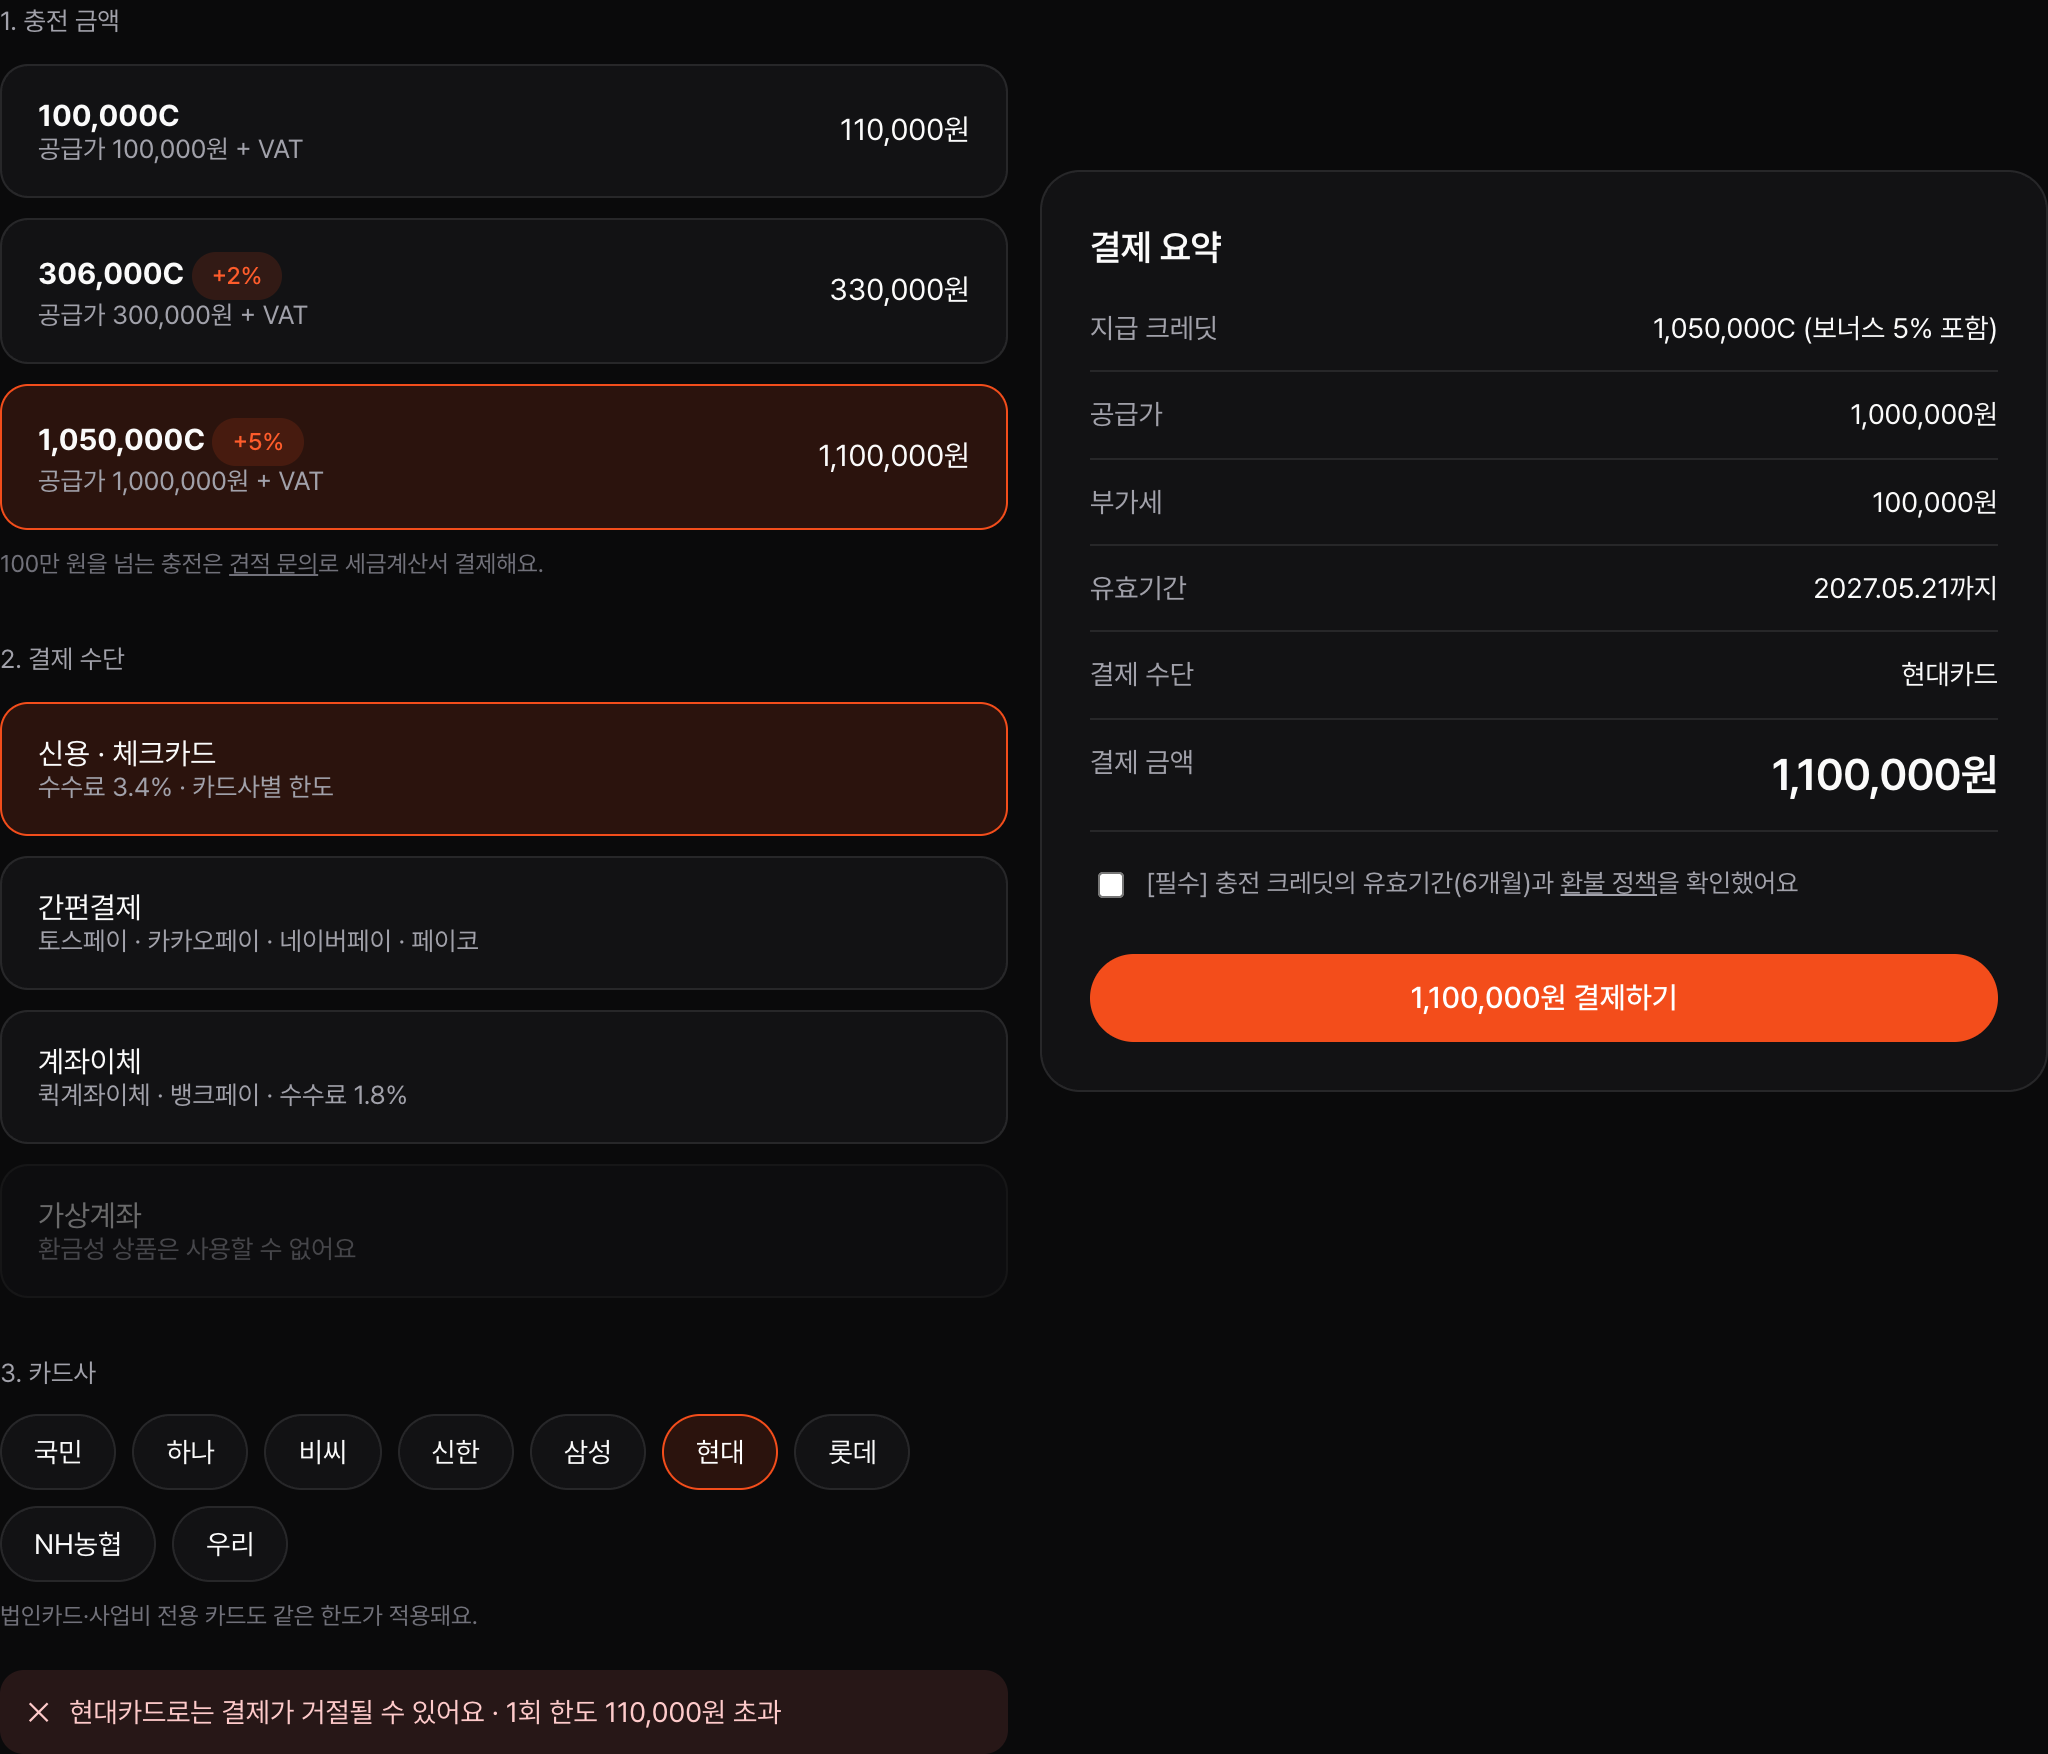 1. 충전 금액
100,000C
공급가 100,000원 + VAT
110,000원
306,000C +2%
공급가 300,000원 + VAT
330,000원
1,050,000C +5%
공급가 1,000,000원 + VAT
1,100,000원
100만 원을 넘는 충전은 견적 문의로 세금계산서 결제해요.
2. 결제 수단
신용 · 체크카드
수수료 3.4% · 카드사별 한도
간편결제
토스페이 · 카카오페이 · 네이버페이 · 페이코
계좌이체
퀵계좌이체 · 뱅크페이 · 수수료 1.8%
가상계좌
환금성 상품은 사용할 수 없어요
3. 카드사
국민 하나 비씨 신한 삼성 현대 롯데
NH농협 우리
법인카드·사업비 전용 카드도 같은 한도가 적용돼요.
현대카드로는 결제가 거절될 수 있어요 · 1회 한도 110,000원 초과
결제 요약
지급 크레딧 1,050,000C (보너스 5% 포함)
공급가 1,000,000원
부가세 100,000원
유효기간 2027.05.21까지
결제 수단 현대카드
결제 금액 1,100,000원
[필수] 충전 크레딧의 유효기간(6개월)과 환불 정책을 확인했어요
1,100,000원 결제하기